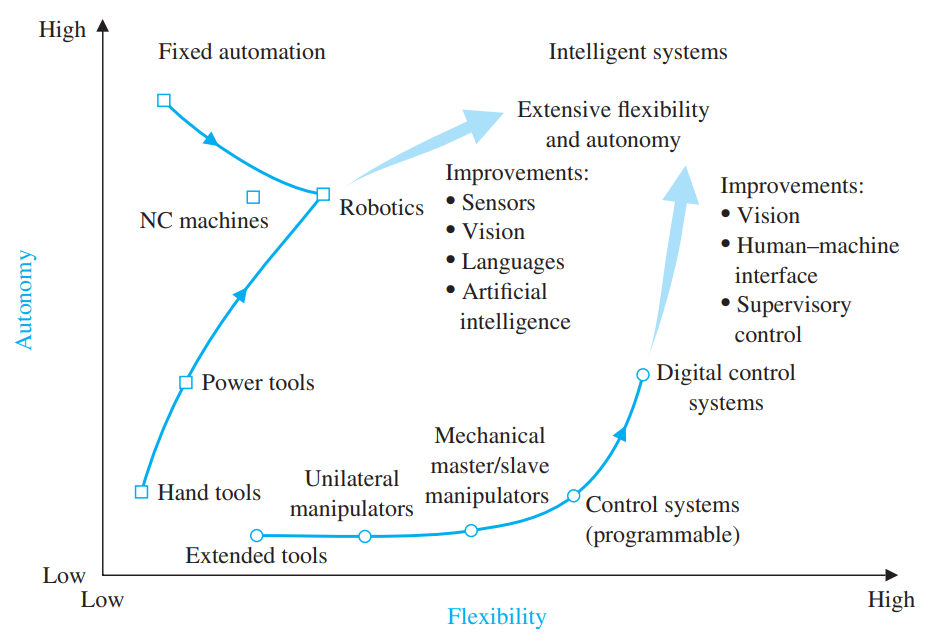 High
Fixed automation
Intelligent systems
Extensive flexibility
and autonomy
Improvements:
• Sensors
• Vision
• Languages
• Artificial
intelligence
Improvements:
• Vision
• Human–machine
interface
• Supervisory
control
NC machines
Robotics
Autonomy
Power tools
Digital control
systems
Hand tools
Unilateral
manipulators
Mechanical
master/slave
manipulators
Control systems
(programmable)
Extended tools
Low
Low
Flexibility
High